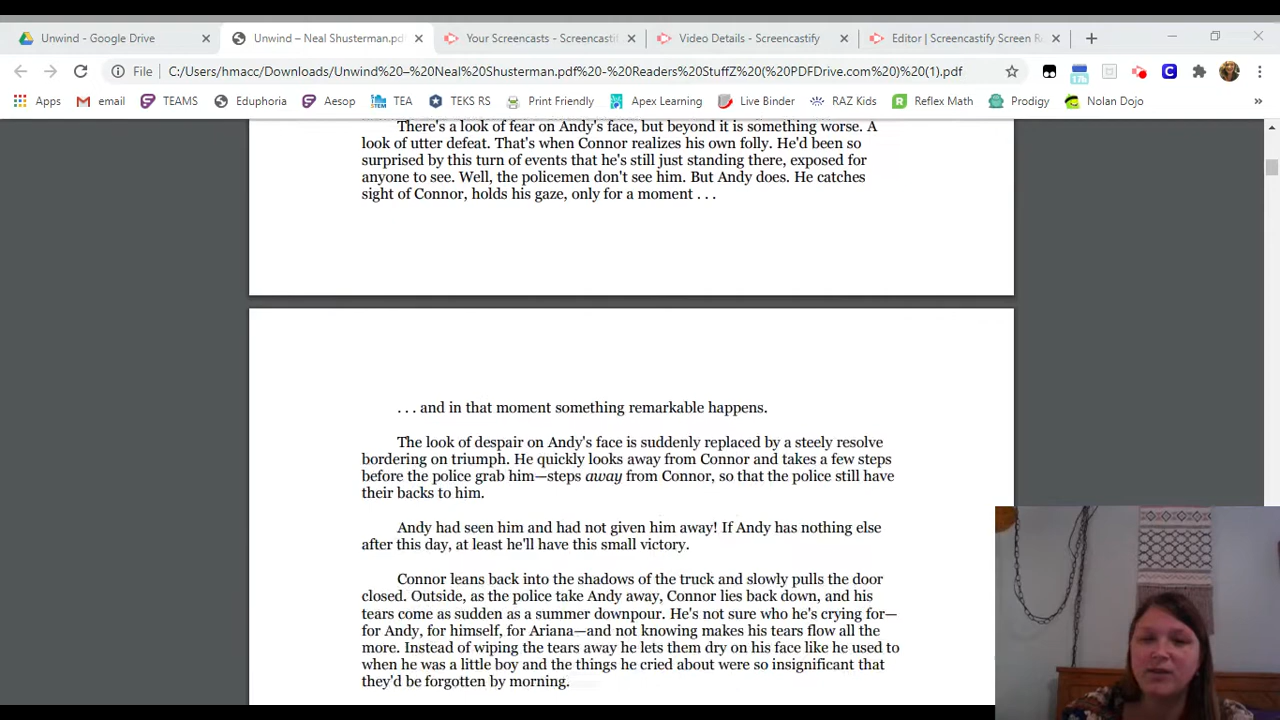 Unwind - Google Drive
Unwind – Neal Shusterman.pd
Your Screencasts - Screencasti
Video Details - Screencastify
Editor | Screencastify Screen R
File
C:/Users/hmacc/Downloads/Unwind%20-%20Neal%20Shusterman.pdf%20-%20Readers%20StuffZ%20(%20PDFDrive.com%20)%20(1).pdf
Apps
email
TEAMS
Eduphoria
Aesop
TEA
TEKS RS
Print Friendly
Apex Learning
Live Binder
RAZ Kids
Reflex Math
Prodigy
Nolan Dojo
»
There's a look of fear on Andy's face, but beyond it is something worse. A
look of utter defeat. That's when Connor realizes his own folly. He'd been so
surprised by this turn of events that he's still just standing there, exposed for
anyone to see. Well, the policemen don't see him. But Andy does. He catches
sight of Connor, holds his gaze, only for a moment . . .
. . . and in that moment something remarkable happens.
The look of despair on Andy's face is suddenly replaced by a steely resolve
bordering on triumph. He quickly looks away from Connor and takes a few steps
before the police grab him—steps away from Connor, so that the police still have
their backs to him.
Andy had seen him and had not given him away! If Andy has nothing else
after this day, at least he'll have this small victory.
Connor leans back into the shadows of the truck and slowly pulls the door
closed. Outside, as the police take Andy away, Connor lies back down, and his
tears come as sudden as a summer downpour. He's not sure who he's crying for—
for Andy, for himself, for Ariana—and not knowing makes his tears flow all the
more. Instead of wiping the tears away he lets them dry on his face like he used to
when he was a little boy and the things he cried about were so insignificant that
they'd be forgotten by morning.